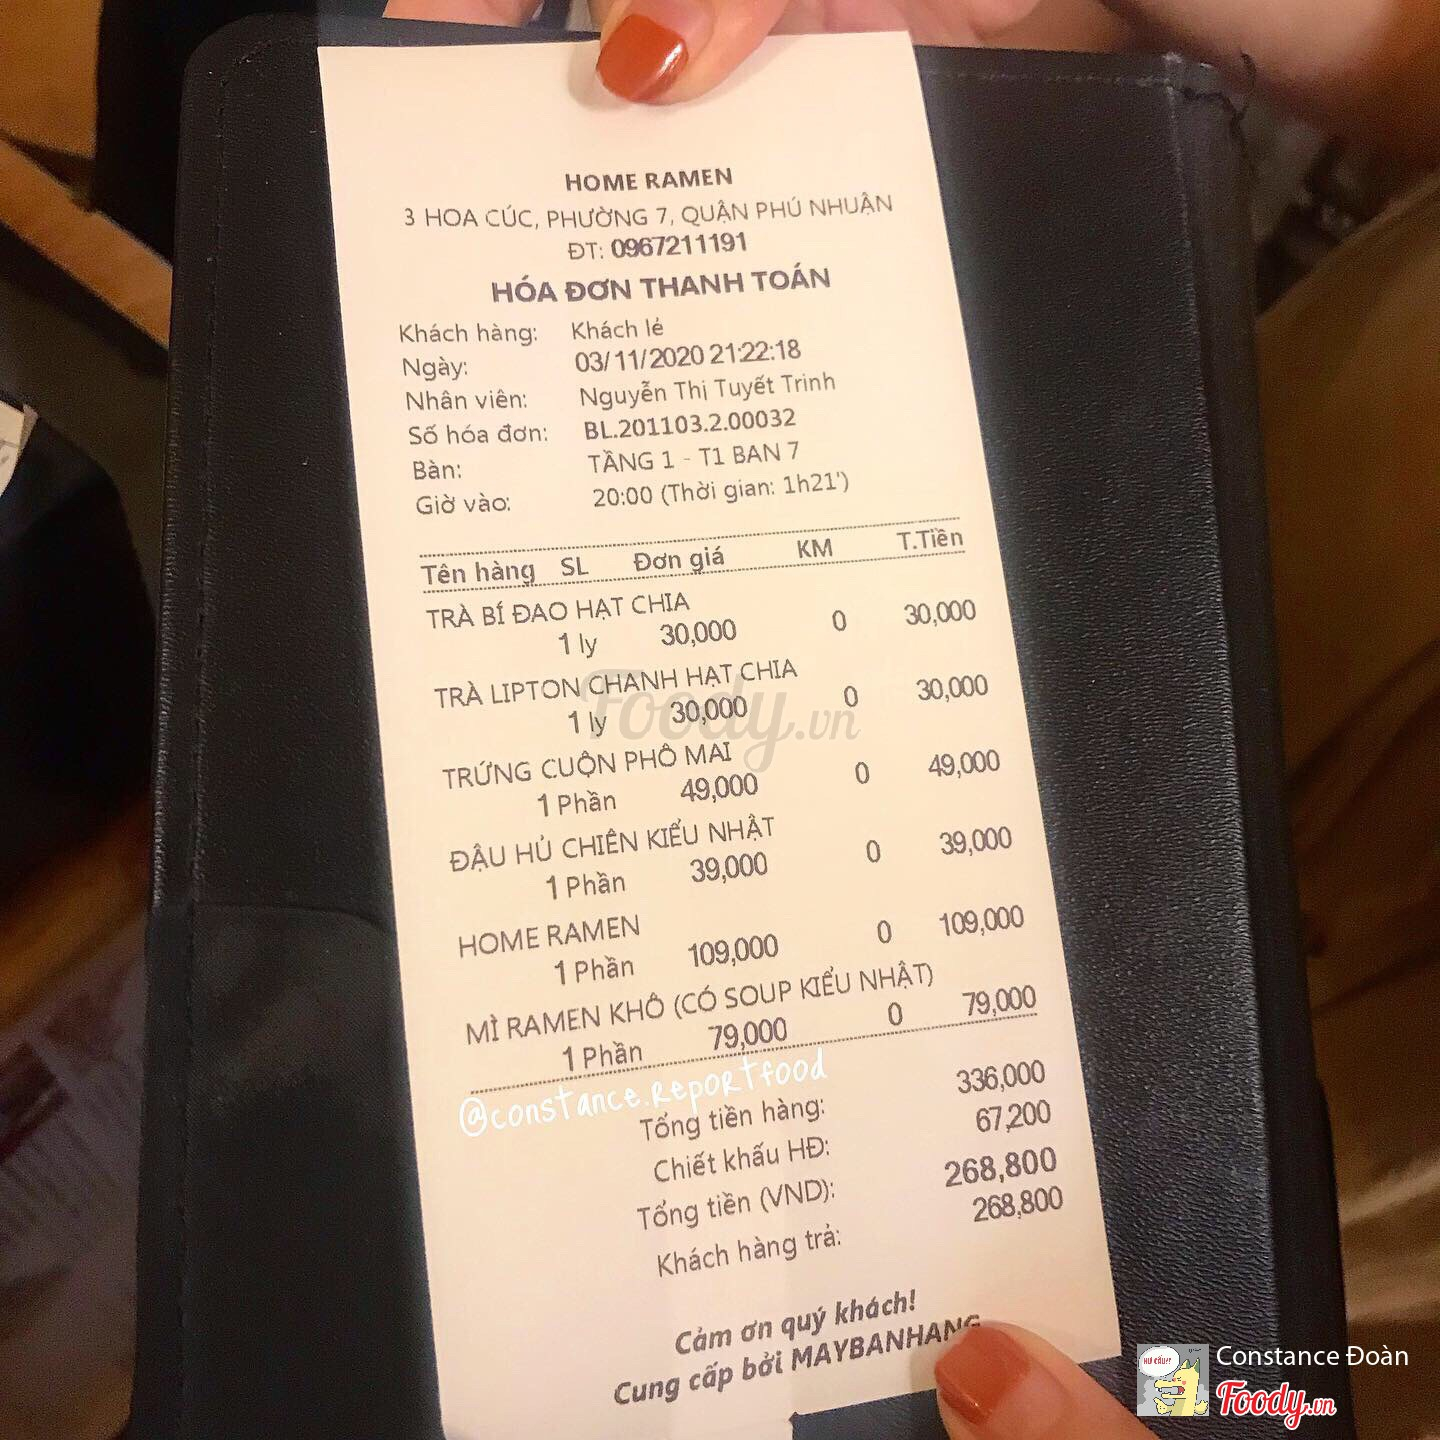 HOME RAMEN
3 HOA CÚC, PHƯỜNG 7, QUẬN PHÚ NHUẬN
ĐT: 0967211191
HÓA ĐƠN THANH TOÁN
Khách hàng: Khách lẻ
Ngày: 03/11/2020 21:22:18
Nhân viên: Nguyễn Thị Tuyết Trinh
Số hóa đơn: BL.201103.2.00032
Bàn: TẦNG 1 - T1 BAN 7
Giờ vào: 20:00 (Thời gian: 1h21')
Tên hàng SL Đơn giá KM T.Tiền
TRÀ BÍ ĐAO HẠT CHIA
1 ly 30,000 0 30,000
TRÀ LIPTON CHANH HẠT CHIA
1 ly 30,000 0 30,000
Foody.vn
TRỨNG CUỘN PHÔ MAI
1 Phần 49,000 0 49,000
ĐẬU HỦ CHIÊN KIỂU NHẬT
1 Phần 39,000 0 39,000
HOME RAMEN
1 Phần 109,000 0 109,000
MÌ RAMEN KHÔ (CÓ SOUP KIỂU NHẬT)
1 Phần 79,000 0 79,000
@constance.reportfood
Tổng tiền hàng: 336,000
Chiết khấu HĐ: 67,200
Tổng tiền (VND): 268,800
Khách hàng trả: 268,800
Cảm ơn quý khách!
Cung cấp bởi MAYBANHANG
HƯ CẤU??
Constance Đoàn
Foody.vn